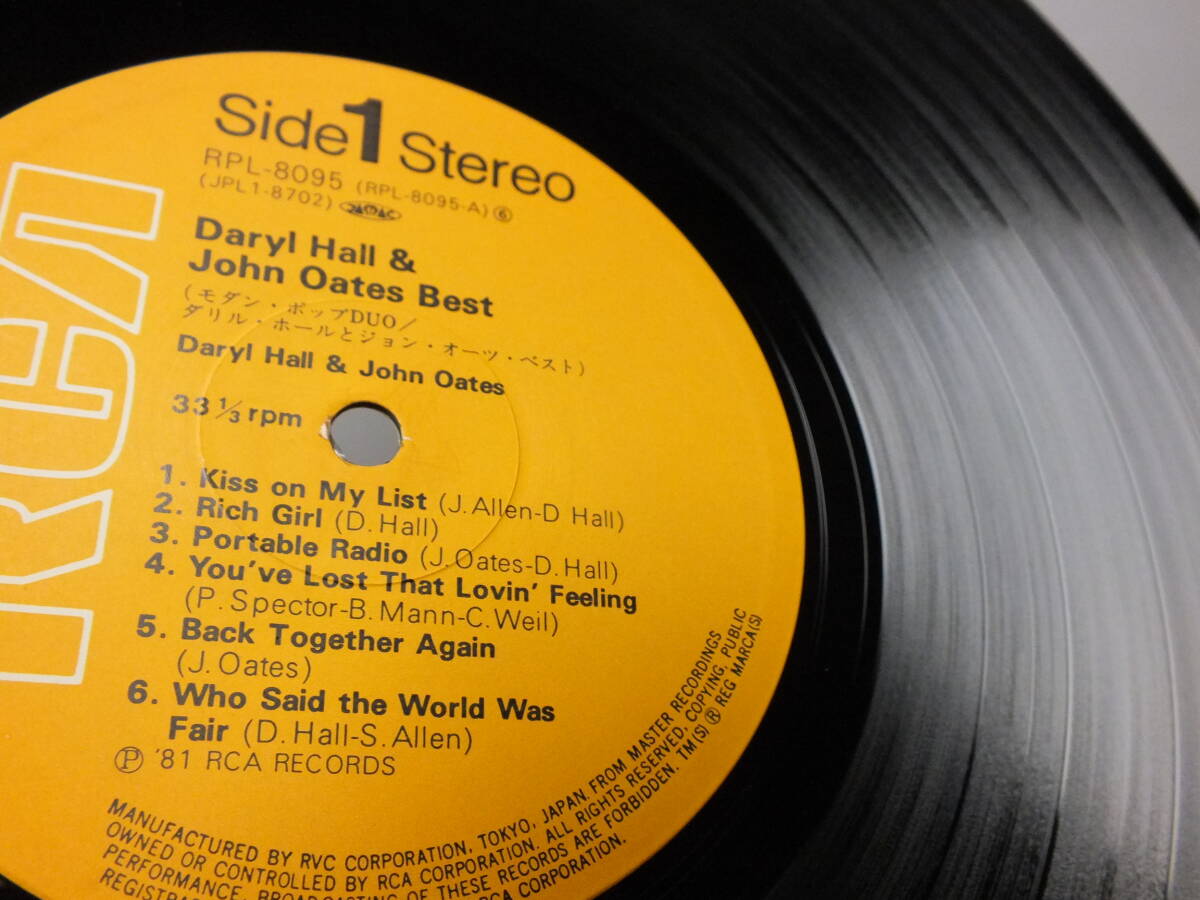 RCA
Side 1 Stereo
RPL-8095 (RPL-8095-A) ⑥
(JPL1-8702)
Daryl Hall &
John Oates Best
(モダン・ポップDUO/
ダリル・ホールとジョン・オーツ・ベスト)
Daryl Hall & John Oates
33 1/3 rpm
1. Kiss on My List (J. Allen-D Hall)
2. Rich Girl (D. Hall)
3. Portable Radio (J. Oates-D. Hall)
4. You've Lost That Lovin' Feeling
(P. Spector-B. Mann-C. Weil)
5. Back Together Again
(J. Oates)
6. Who Said the World Was
Fair (D. Hall-S. Allen)
Ⓟ '81 RCA RECORDS
MANUFACTURED BY RVC CORPORATION, TOKYO, JAPAN. FROM MASTER RECORDINGS
OWNED OR CONTROLLED BY RCA CORPORATION. ALL RIGHTS RESERVED, COPYING, PUBLIC
PERFORMANCE, BROADCASTING OF THESE RECORDS ARE FORBIDDEN. TM(S) ® REG MARCA(S)
RCA CORPORATION.